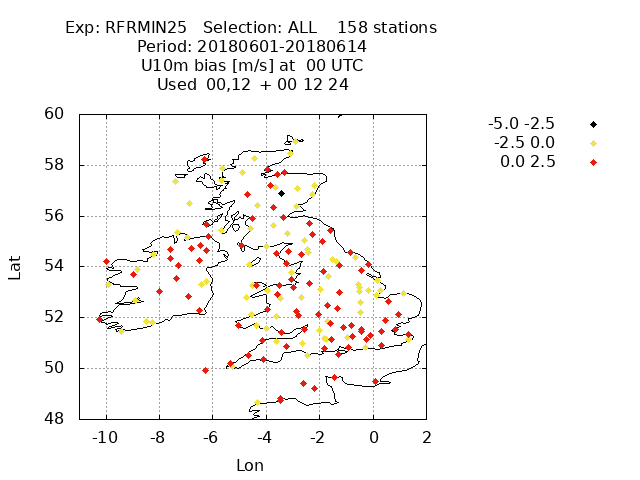 Exp: RFRMIN25 Selection: ALL 158 stations
Period: 20180601-20180614
U10m bias [m/s] at 00 UTC
Used 00,12 + 00 12 24
-5.0 -2.5
-2.5 0.0
0.0 2.5
60
58
56
54
52
50
48
Lat
-10 -8 -6 -4 -2 0 2
Lon